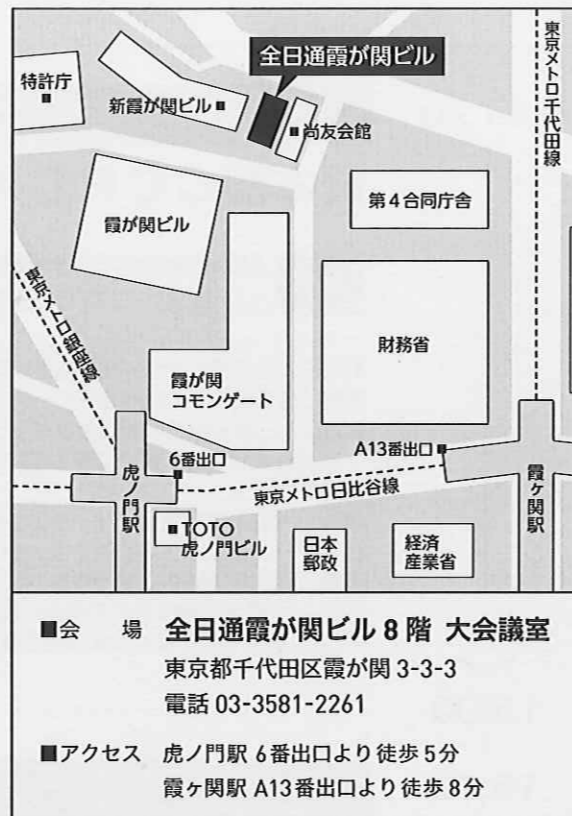 全日通霞が関ビル
東京メトロ千代田線
特許庁
新霞が関ビル
尚友会館
霞が関ビル
第4合同庁舎
東京メトロ銀座線
財務省
霞が関
コモンゲート
A13番出口
6番出口
虎ノ門駅
東京メトロ日比谷線
霞ヶ関駅
TOTO
虎ノ門ビル
日本
郵政
経済
産業省
■会 場 全日通霞が関ビル 8 階 大会議室
東京都千代田区霞が関 3-3-3
電話 03-3581-2261
■アクセス 虎ノ門駅 6番出口より徒歩 5分
霞ヶ関駅 A13番出口より徒歩 8分